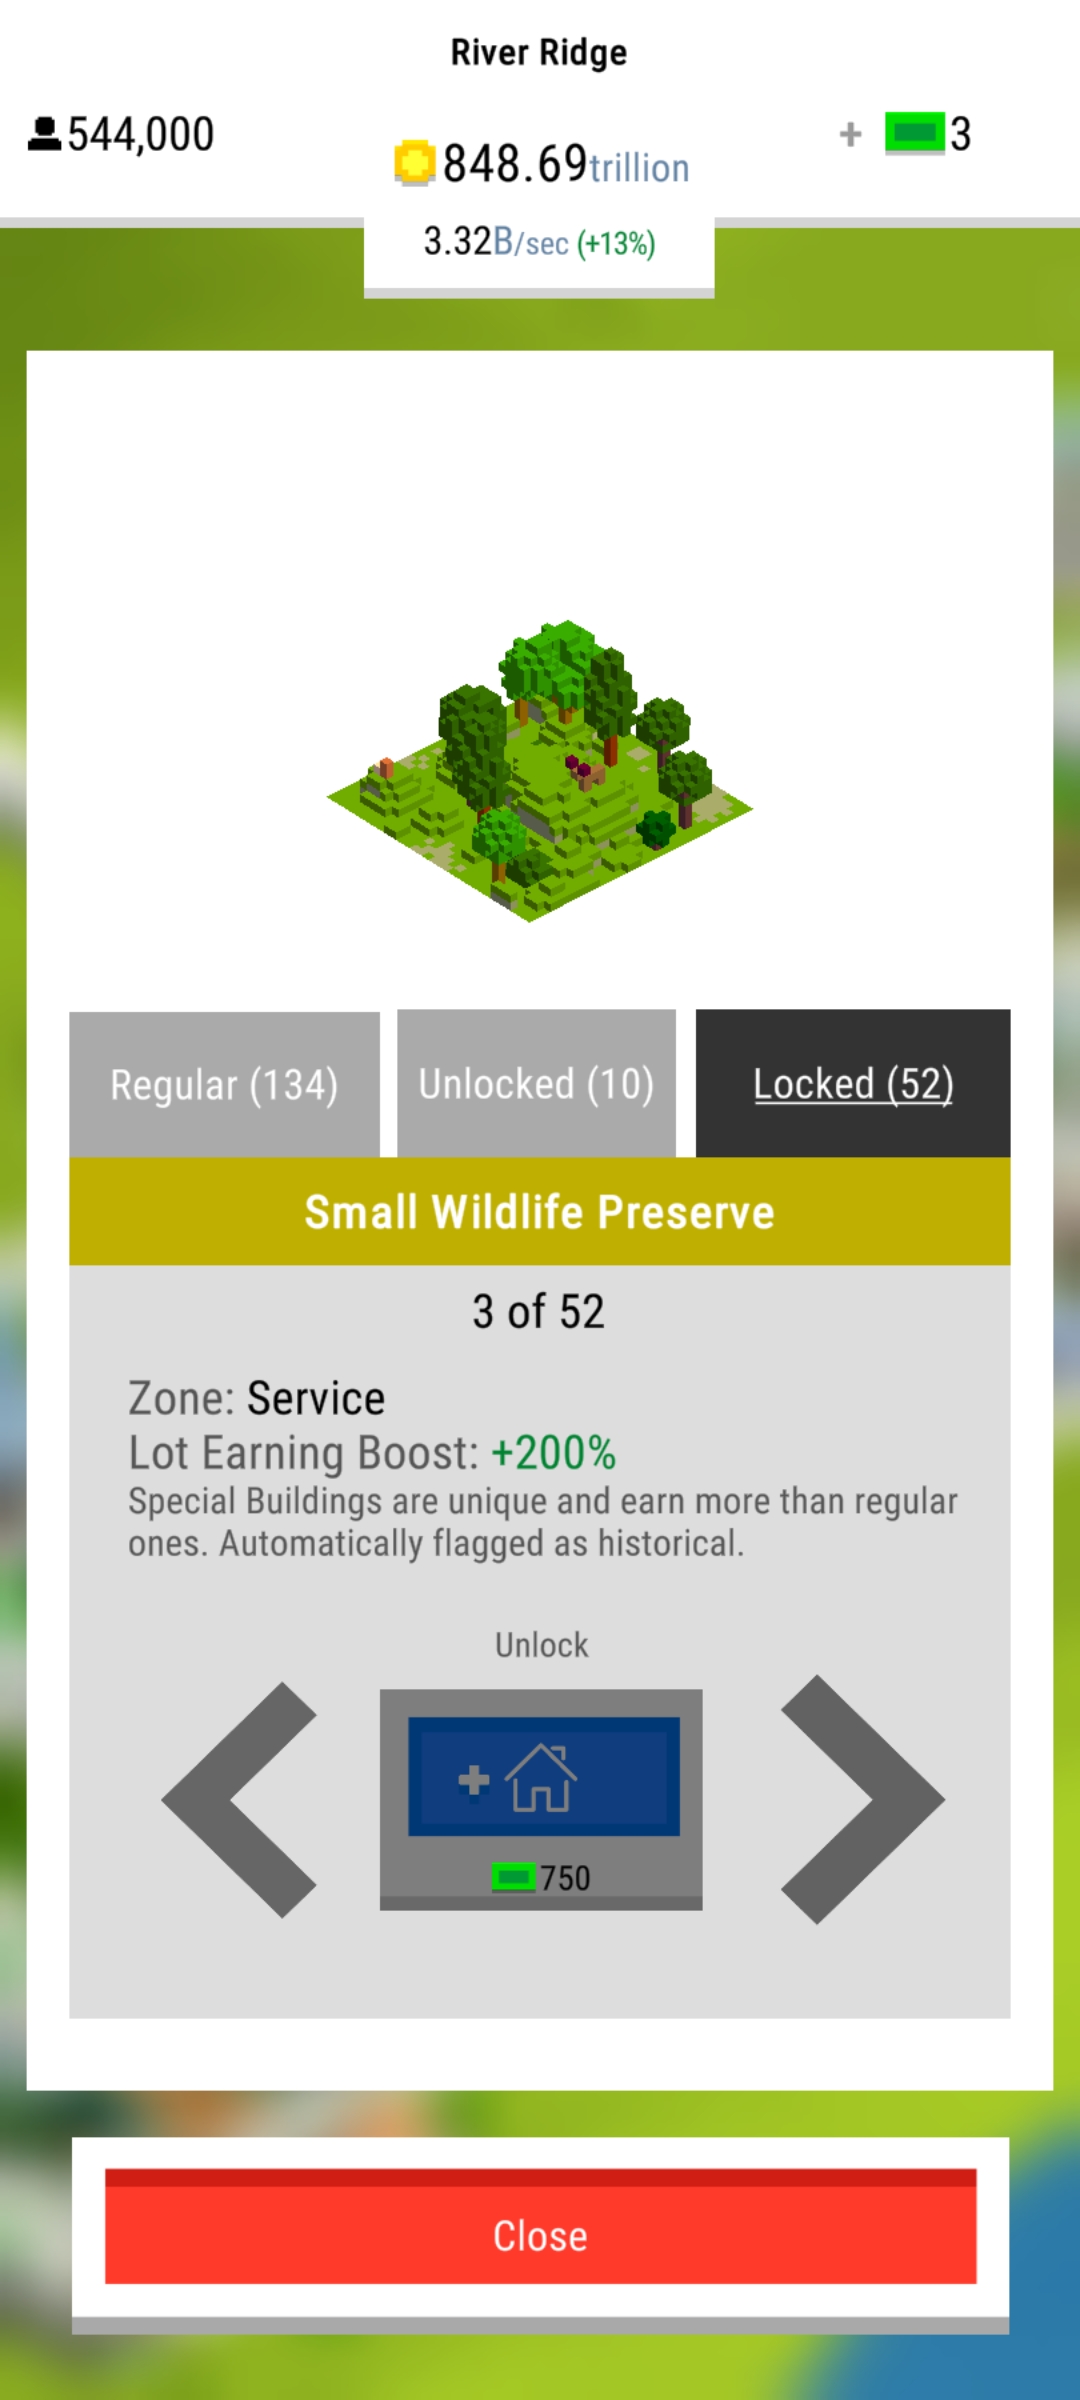 River Ridge
544,000
848.69trillion
+ 3
3.32B/sec (+13%)
Regular (134)
Unlocked (10)
Locked (52)
Small Wildlife Preserve
3 of 52
Zone: Service
Lot Earning Boost: +200%
Special Buildings are unique and earn more than regular
ones. Automatically flagged as historical.
Unlock
+
750
Close